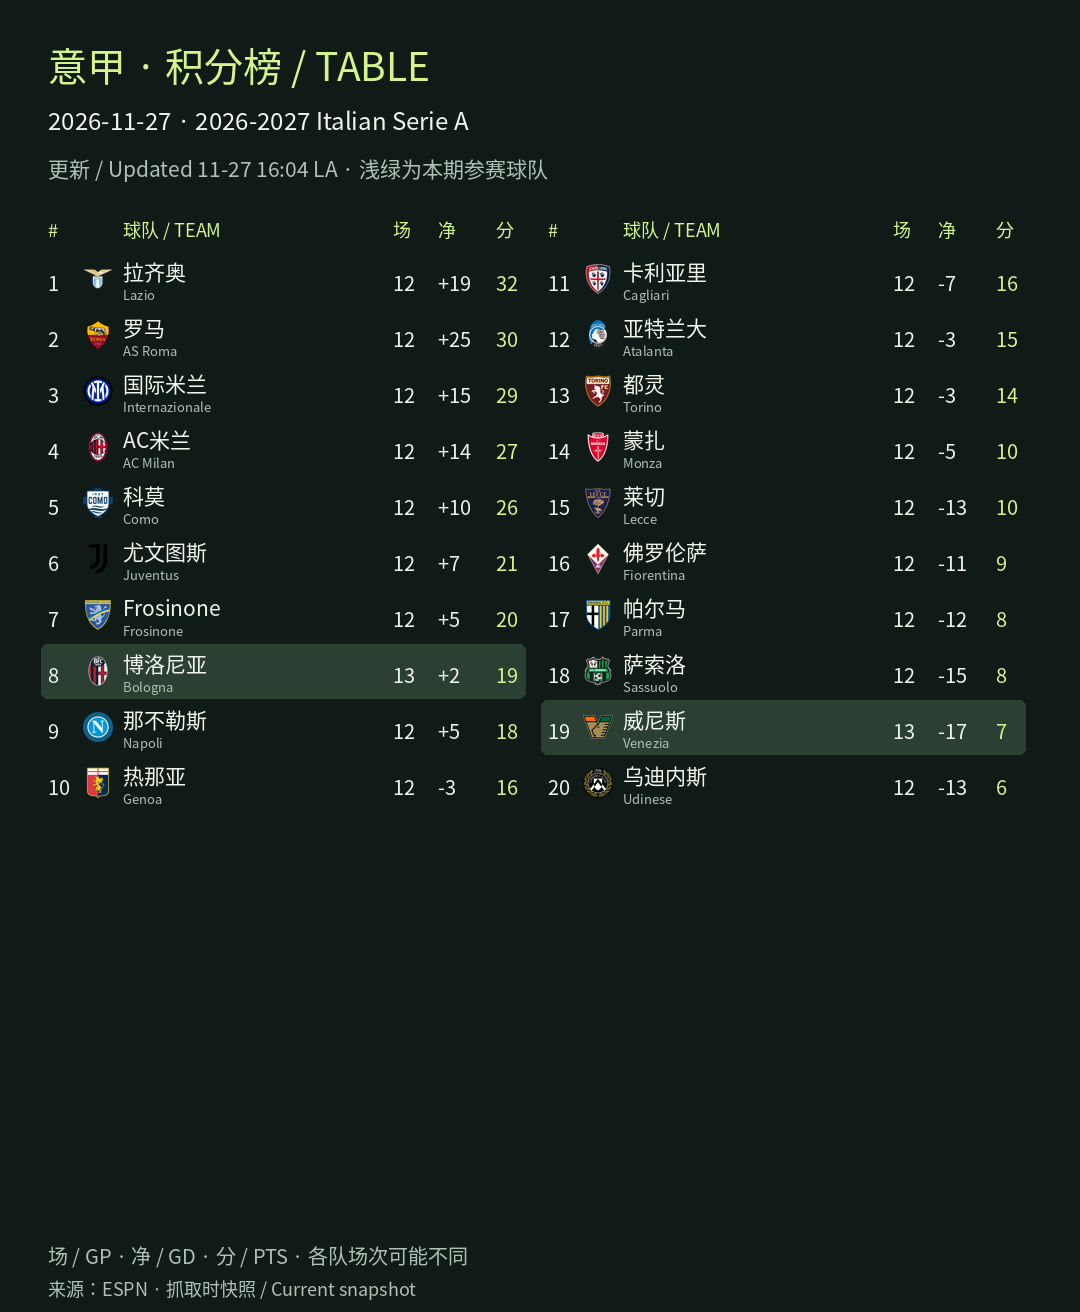 意甲 · 积分榜 / TABLE
2026-11-27 · 2026-2027 Italian Serie A
更新 / Updated 11-27 16:04 LA · 浅绿为本期参赛球队
# 球队 / TEAM 场 净 分
1 拉齐奥 12 +19 32
Lazio
2 罗马 12 +25 30
AS Roma
3 国际米兰 12 +15 29
Internazionale
4 AC米兰 12 +14 27
AC Milan
5 科莫 12 +10 26
Como
6 尤文图斯 12 +7 21
Juventus
7 Frosinone 12 +5 20
Frosinone
8 博洛尼亚 13 +2 19
Bologna
9 那不勒斯 12 +5 18
Napoli
10 热那亚 12 -3 16
Genoa
# 球队 / TEAM 场 净 分
11 卡利亚里 12 -7 16
Cagliari
12 亚特兰大 12 -3 15
Atalanta
13 都灵 12 -3 14
Torino
14 蒙扎 12 -5 10
Monza
15 莱切 12 -13 10
Lecce
16 佛罗伦萨 12 -11 9
Fiorentina
17 帕尔马 12 -12 8
Parma
18 萨索洛 12 -15 8
Sassuolo
19 威尼斯 13 -17 7
Venezia
20 乌迪内斯 12 -13 6
Udinese
场 / GP · 净 / GD · 分 / PTS · 各队场次可能不同
来源：ESPN · 抓取时快照 / Current snapshot